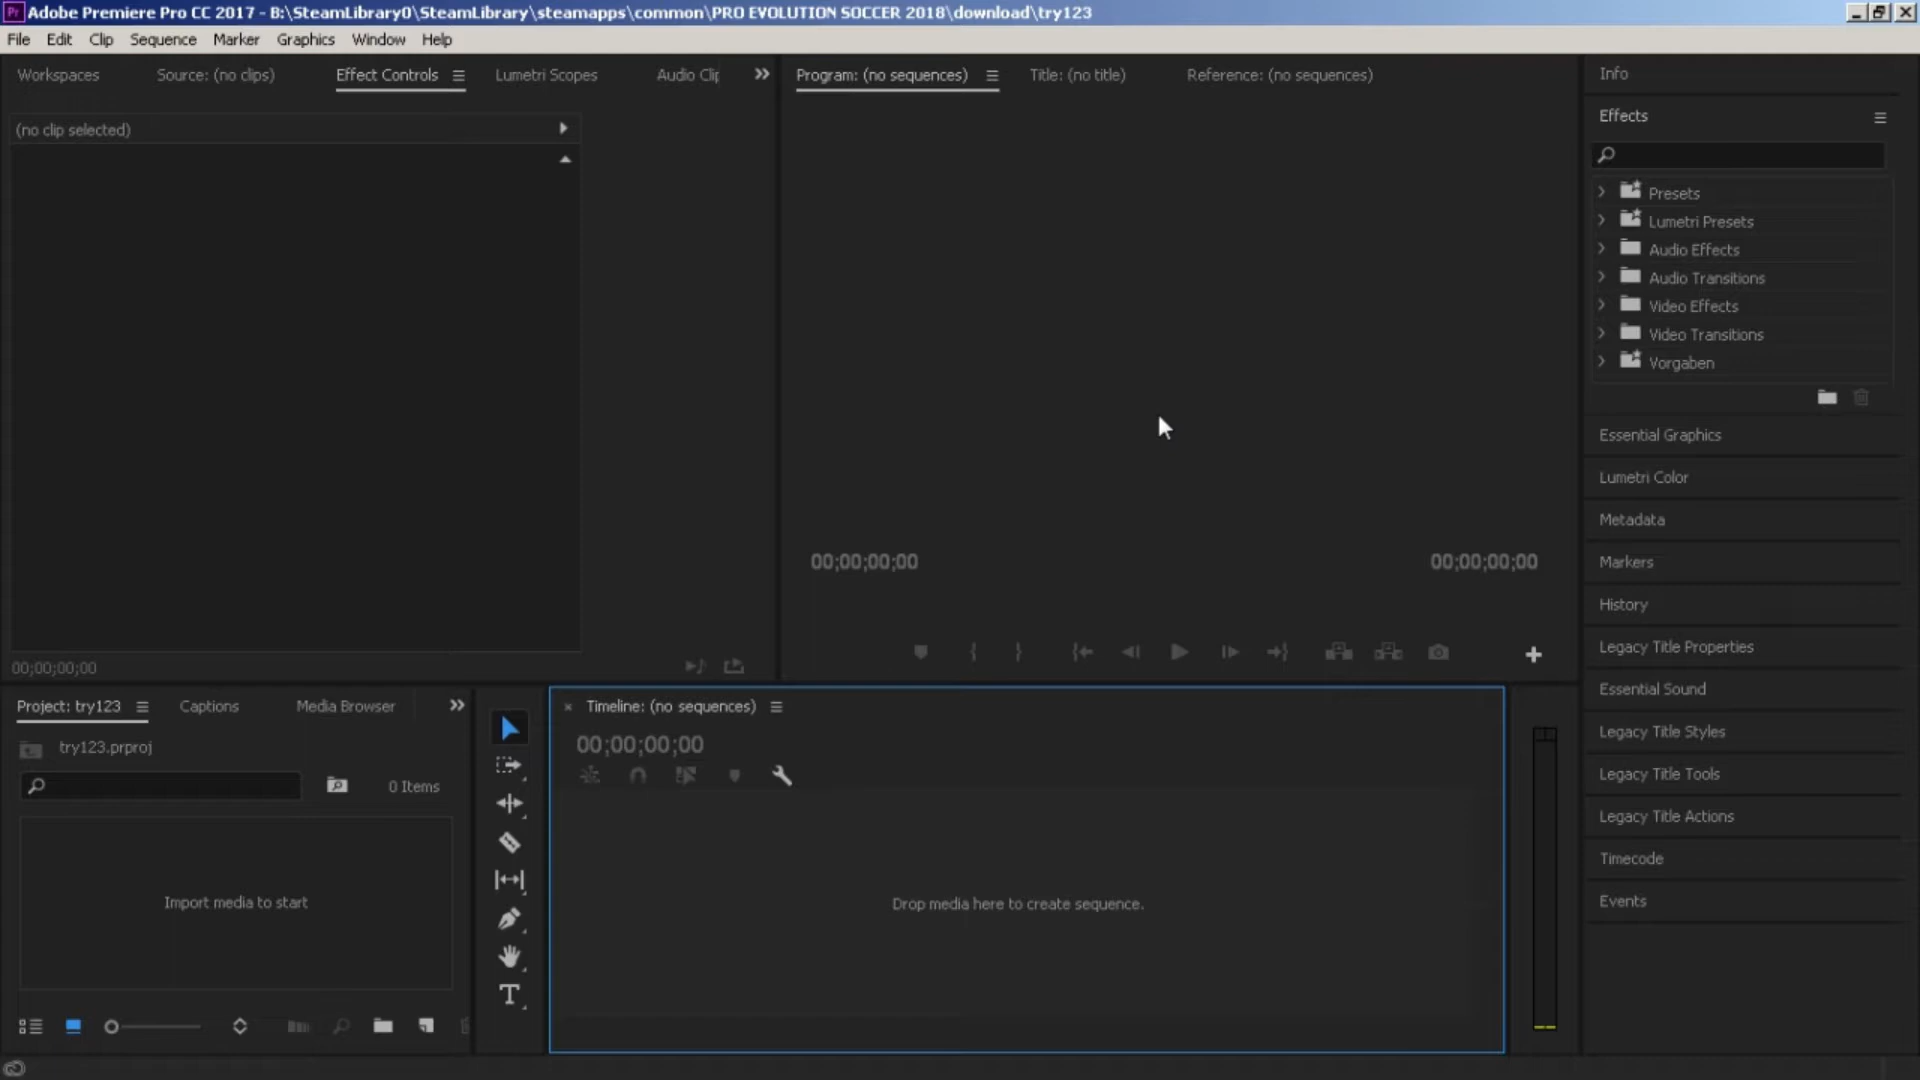 Adobe Premiere Pro CC 2017 - B:\SteamLibrary0\SteamLibrary\steamapps\common\PRO EVOLUTION SOCCER 2018\download\try123
File Edit Clip Sequence Marker Graphics Window Help
Workspaces Source: (no clips) Effect Controls Lumetri Scopes Audio Clip
Program: (no sequences) Title: (no title) Reference: (no sequences)
(no clip selected)
00;00;00;00
00;00;00;00 00;00;00;00
Info
Effects
Presets
Lumetri Presets
Audio Effects
Audio Transitions
Video Effects
Video Transitions
Vorgaben
Essential Graphics
Lumetri Color
Metadata
Markers
History
Legacy Title Properties
Essential Sound
Legacy Title Styles
Legacy Title Tools
Legacy Title Actions
Timecode
Events
Project: try123 Captions Media Browser
try123.prproj
0 Items
Import media to start
Timeline: (no sequences)
00;00;00;00
Drop media here to create sequence.